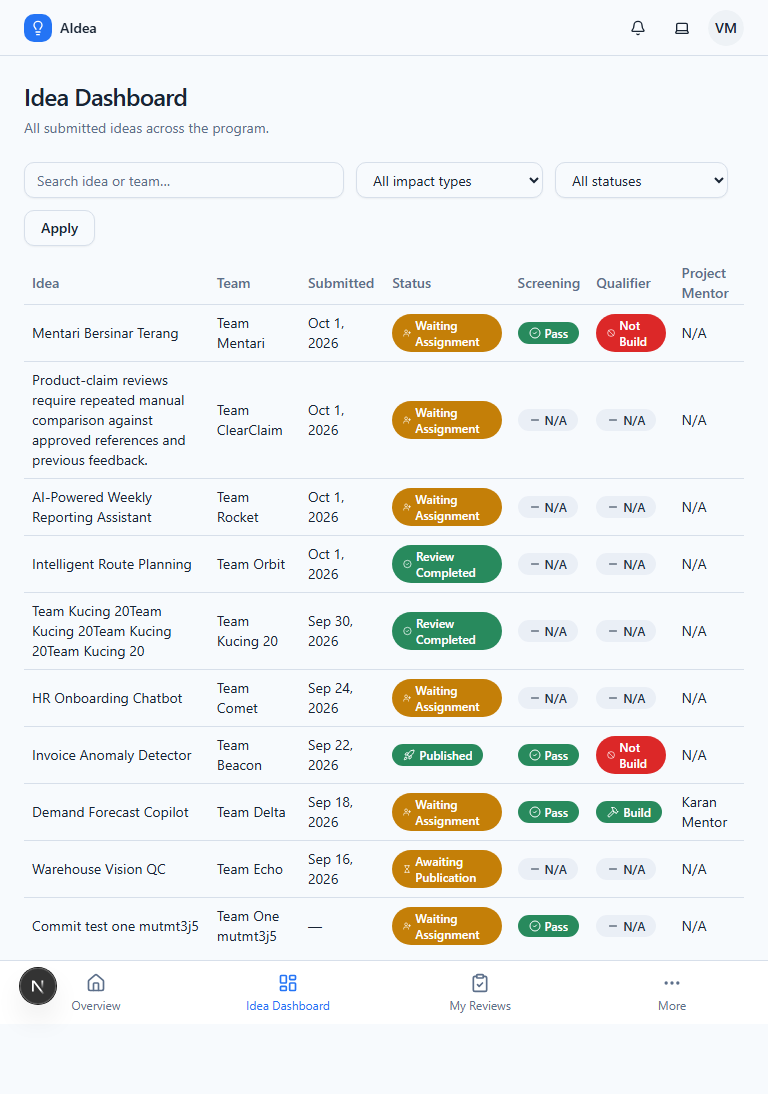 AIdea
VM
Idea Dashboard
All submitted ideas across the program.
Search idea or team...
All impact types
All statuses
Apply
Idea Team Submitted Status Screening Qualifier Project Mentor
Mentari Bersinar Terang
Team Mentari
Oct 1, 2026
Waiting Assignment
Pass
Not Build
N/A
Product-claim reviews
require repeated manual
comparison against
approved references and
previous feedback.
Team ClearClaim
Oct 1, 2026
Waiting Assignment
— N/A
— N/A
N/A
AI-Powered Weekly
Reporting Assistant
Team Rocket
Oct 1, 2026
Waiting Assignment
— N/A
— N/A
N/A
Intelligent Route Planning
Team Orbit
Oct 1, 2026
Review Completed
— N/A
— N/A
N/A
Team Kucing 20Team
Kucing 20Team Kucing
20Team Kucing 20
Team Kucing 20
Sep 30, 2026
Review Completed
— N/A
— N/A
N/A
HR Onboarding Chatbot
Team Comet
Sep 24, 2026
Waiting Assignment
— N/A
— N/A
N/A
Invoice Anomaly Detector
Team Beacon
Sep 22, 2026
Published
Pass
Not Build
N/A
Demand Forecast Copilot
Team Delta
Sep 18, 2026
Waiting Assignment
Pass
Build
Karan Mentor
Warehouse Vision QC
Team Echo
Sep 16, 2026
Awaiting Publication
— N/A
— N/A
N/A
Commit test one mutmt3j5
Team One mutmt3j5
—
Waiting Assignment
Pass
— N/A
N/A
N
Overview
Idea Dashboard
My Reviews
More